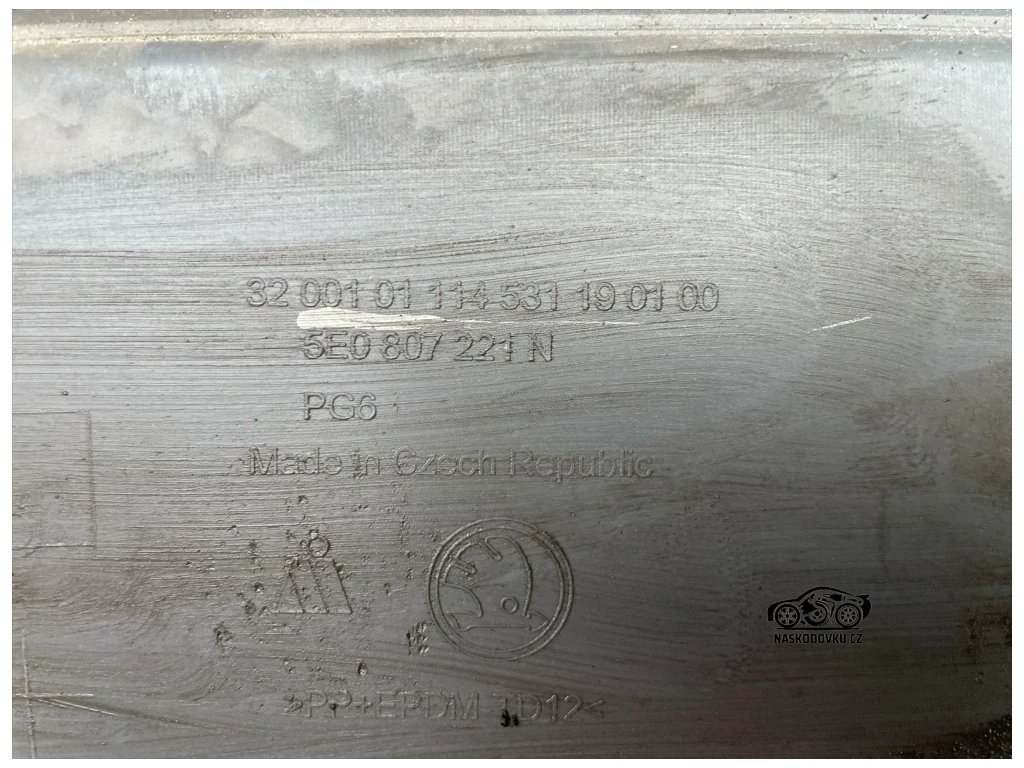 32 001 01 114 531 19 01 00
5E0 807 221 N
PG6
Made in Czech Republic
NASKODOVKU.CZ
>PP+EPDM TD12<